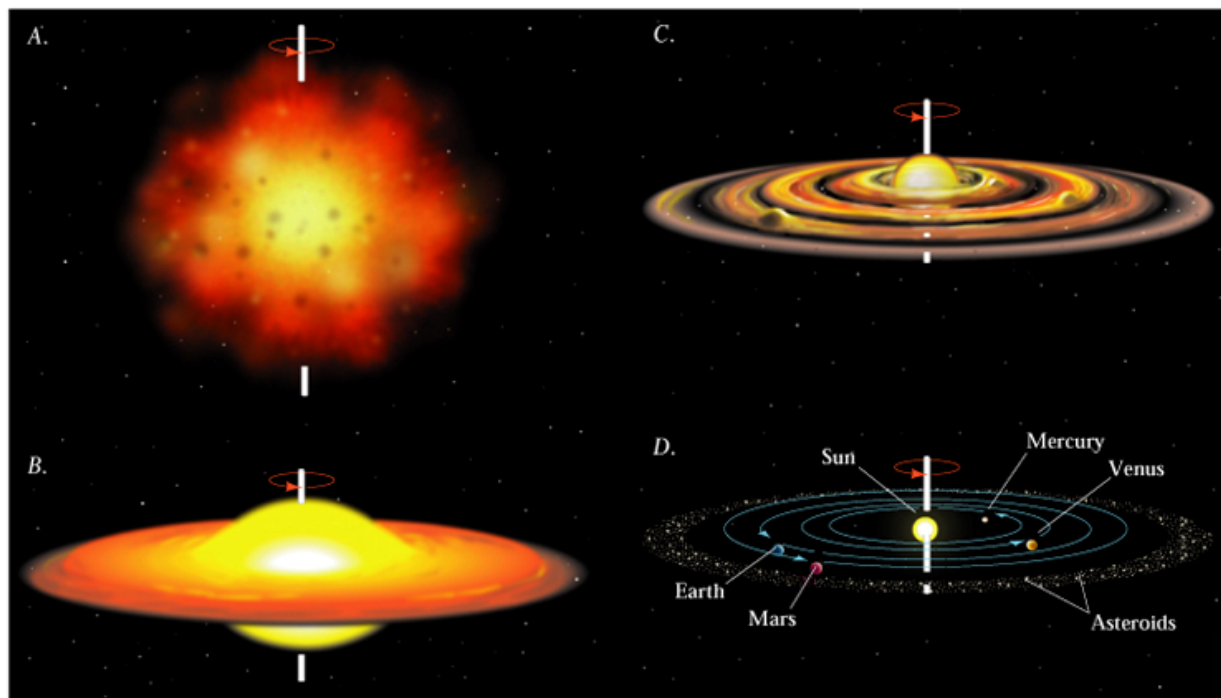 A.
B.
C.
D.
Sun
Mercury
Venus
Earth
Mars
Asteroids